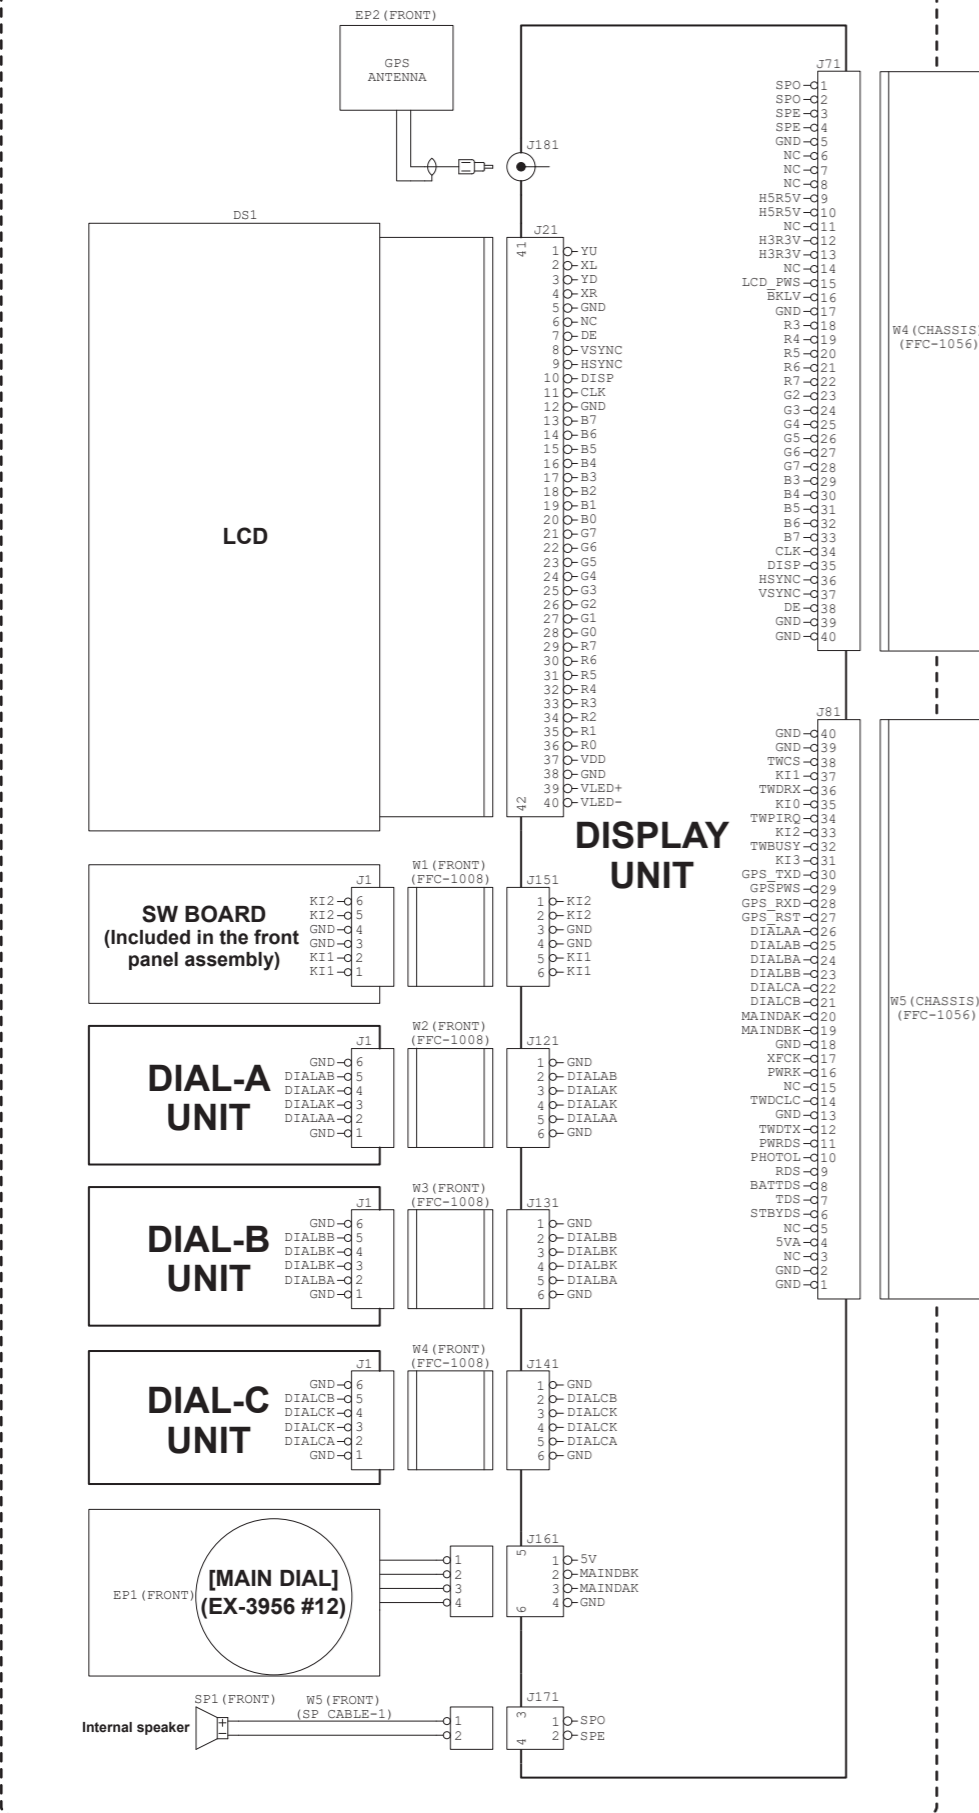 EP2(FRONT)
GPS
ANTENNA
J181
DS1
LCD
J21
41
1 YU
2 XL
3 YD
4 XR
5 GND
6 NC
7 DE
8 VSYNC
9 HSYNC
10 DISP
11 CLK
12 GND
13 B7
14 B6
15 B5
16 B4
17 B3
18 B2
19 B1
20 B0
21 G7
22 G6
23 G5
24 G4
25 G3
26 G2
27 G1
28 G0
29 R7
30 R6
31 R5
32 R4
33 R3
34 R2
35 R1
36 R0
37 VDD
38 GND
39 VLED+
40 VLED-
42
DISPLAY
UNIT
J71
SPO 1
SPO 2
SPE 3
SPE 4
GND 5
NC 6
NC 7
NC 8
H5R5V 9
H5R5V 10
NC 11
H3R3V 12
H3R3V 13
NC 14
LCD_PWS 15
BKLV 16
GND 17
R3 18
R4 19
R5 20
R6 21
R7 22
G2 23
G3 24
G4 25
G5 26
G6 27
G7 28
B3 29
B4 30
B5 31
B6 32
B7 33
CLK 34
DISP 35
HSYNC 36
VSYNC 37
DE 38
GND 39
GND 40
W4(CHASSIS)
(FFC-1056)
J81
GND 40
GND 39
TWCS 38
KI1 37
TWDRX 36
KI0 35
TWPIRQ 34
KI2 33
TWBUSY 32
KI3 31
GPS_TXD 30
GPSPWS 29
GPS_RXD 28
GPS_RST 27
DIALAA 26
DIALAB 25
DIALBA 24
DIALBB 23
DIALCA 22
DIALCB 21
MAINDAK 20
MAINDBK 19
GND 18
XFCK 17
PWRK 16
NC 15
TWDCLC 14
GND 13
TWDTX 12
PWRDS 11
PHOTOL 10
RDS 9
BATTDS 8
TDS 7
STBYDS 6
NC 5
5VA 4
NC 3
GND 2
GND 1
W5(CHASSIS)
(FFC-1056)
SW BOARD
(Included in the front
panel assembly)
J1
KI2 6
KI2 5
GND 4
GND 3
KI1 2
KI1 1
W1(FRONT)
(FFC-1008)
J151
1 KI2
2 KI2
3 GND
4 GND
5 KI1
6 KI1
DIAL-A
UNIT
J1
GND 6
DIALAB 5
DIALAK 4
DIALAK 3
DIALAA 2
GND 1
W2(FRONT)
(FFC-1008)
J121
1 GND
2 DIALAB
3 DIALAK
4 DIALAK
5 DIALAA
6 GND
DIAL-B
UNIT
J1
GND 6
DIALBB 5
DIALBK 4
DIALBK 3
DIALBA 2
GND 1
W3(FRONT)
(FFC-1008)
J131
1 GND
2 DIALBB
3 DIALBK
4 DIALBK
5 DIALBA
6 GND
DIAL-C
UNIT
J1
GND 6
DIALCB 5
DIALCK 4
DIALCK 3
DIALCA 2
GND 1
W4(FRONT)
(FFC-1008)
J141
1 GND
2 DIALCB
3 DIALCK
4 DIALCK
5 DIALCA
6 GND
EP1(FRONT)
[MAIN DIAL]
(EX-3956 #12)
1
2
3
4
J161
5
1 5V
2 MAINDBK
3 MAINDAK
4 GND
6
SP1(FRONT)
W5(FRONT)
(SP CABLE-1)
Internal speaker
+
-
1
2
J171
3
1 SPO
2 SPE
4